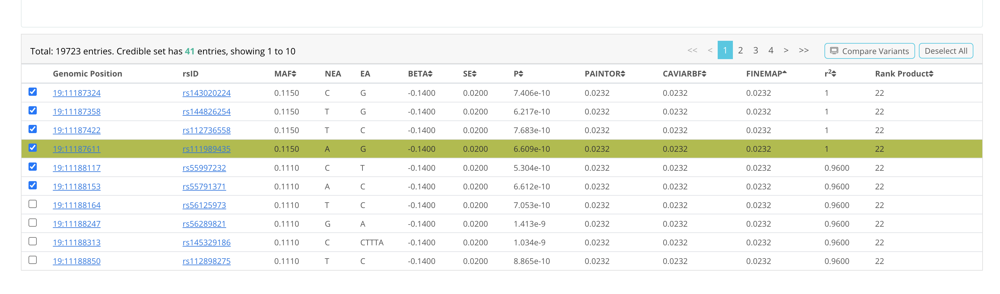 Total: 19723 entries. Credible set has 41 entries, showing 1 to 10 << < 1 2 3 4 > >> Compare Variants Deselect All
Genomic Position rsID MAF NEA EA BETA SE P PAINTOR CAVIARBF FINEMAP r² Rank Product
19:11187324 rs143020224 0.1150 C G -0.1400 0.0200 7.406e-10 0.0232 0.0232 0.0232 1 22
19:11187358 rs144826254 0.1150 T G -0.1400 0.0200 6.217e-10 0.0232 0.0232 0.0232 1 22
19:11187422 rs112736558 0.1150 T C -0.1400 0.0200 7.683e-10 0.0232 0.0232 0.0232 1 22
19:11187611 rs111989435 0.1150 A G -0.1400 0.0200 6.609e-10 0.0232 0.0232 0.0232 1 22
19:11188117 rs55997232 0.1110 C T -0.1400 0.0200 5.304e-10 0.0232 0.0232 0.0232 0.9600 22
19:11188153 rs55791371 0.1110 A C -0.1400 0.0200 6.612e-10 0.0232 0.0232 0.0232 0.9600 22
19:11188164 rs56125973 0.1110 T C -0.1400 0.0200 7.053e-10 0.0232 0.0232 0.0232 0.9600 22
19:11188247 rs56289821 0.1110 G A -0.1400 0.0200 1.413e-9 0.0232 0.0232 0.0232 0.9600 22
19:11188313 rs145329186 0.1110 C CTTTA -0.1400 0.0200 1.034e-9 0.0232 0.0232 0.0232 0.9600 22
19:11188850 rs112898275 0.1110 T C -0.1400 0.0200 8.865e-10 0.0232 0.0232 0.0232 0.9600 22